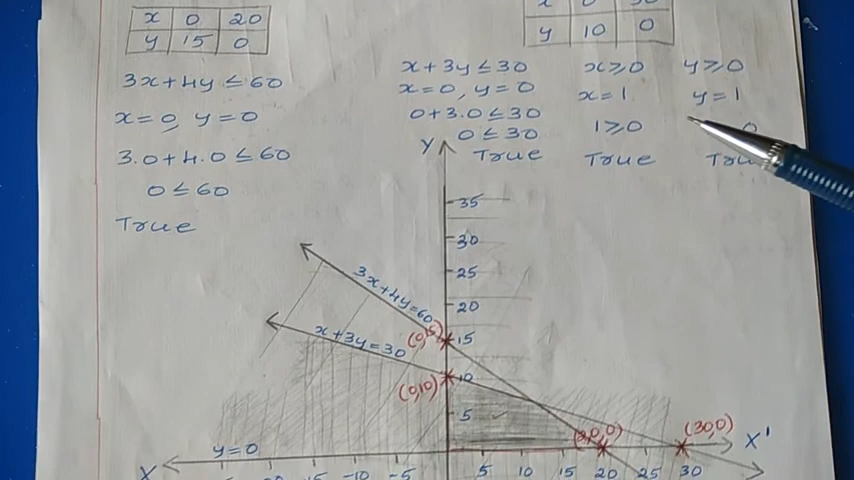 x 0 20
y 15 0
y 10 0
3x+4y≤60
x=0, y=0
3.0+4.0≤60
0≤60
True
x+3y≤30
x=0, y=0
0+3.0≤30
0≤30
True
x≥0
x=1
1≥0
True
y≥0
y=1
0
Tru
Y
35
30
25
20
15
10
5
3x+4y=60
x+3y=30
(0,15)
(0,10)
(20,0)
(30,0)
y=0
X
X'
-10 -5 5 10 15 20 25 30